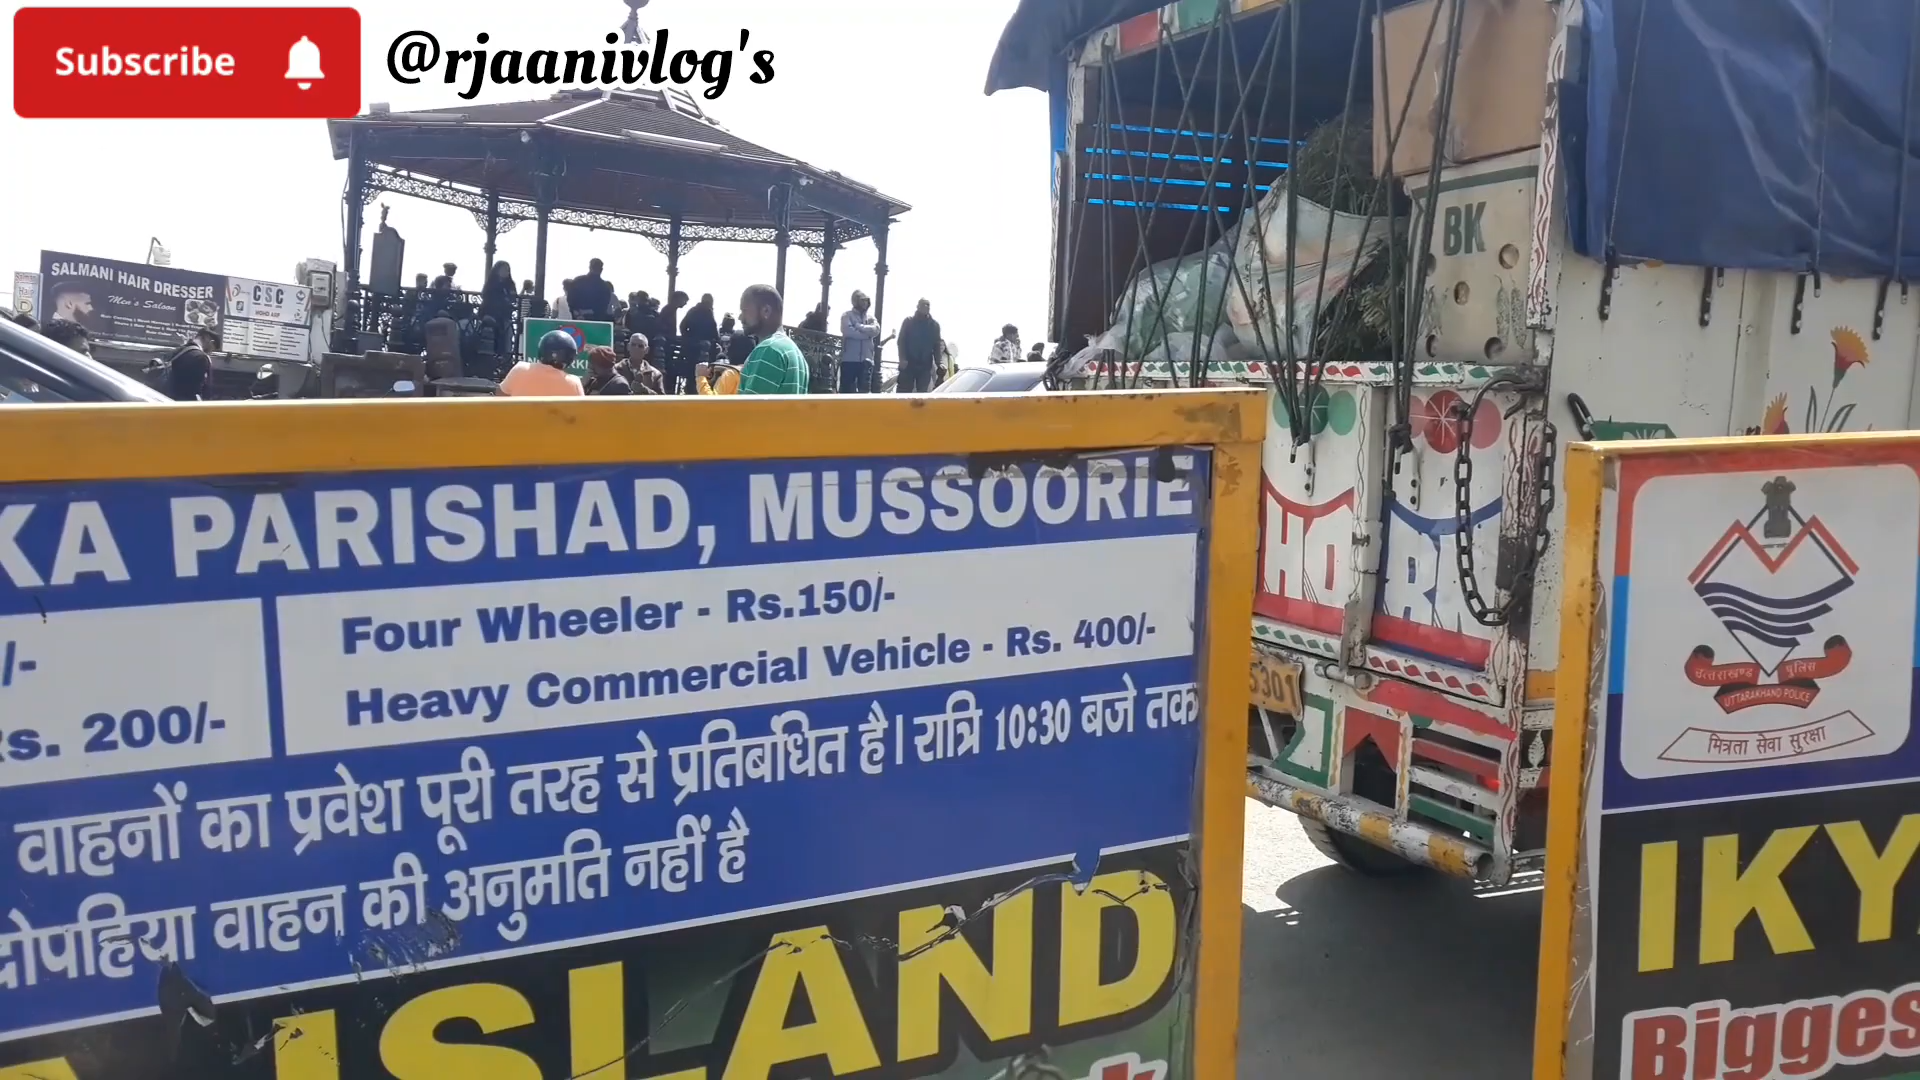 Subscribe
@rjaanivlog's
SALMANI HAIR DRESSER
Men's Saloon
CSC
BK
KA PARISHAD, MUSSOORIE
/-
Rs. 200/-
Four Wheeler - Rs.150/-
Heavy Commercial Vehicle - Rs. 400/-
वाहनों का प्रवेश पूरी तरह से प्रतिबंधित है। रात्रि 10:30 बजे तक
दोपहिया वाहन की अनुमति नहीं है
ISLAND
HORN
5301
उत्तराखण्ड पुलिस
UTTARAKHAND POLICE
मित्रता सेवा सुरक्षा
IKY
Bigges